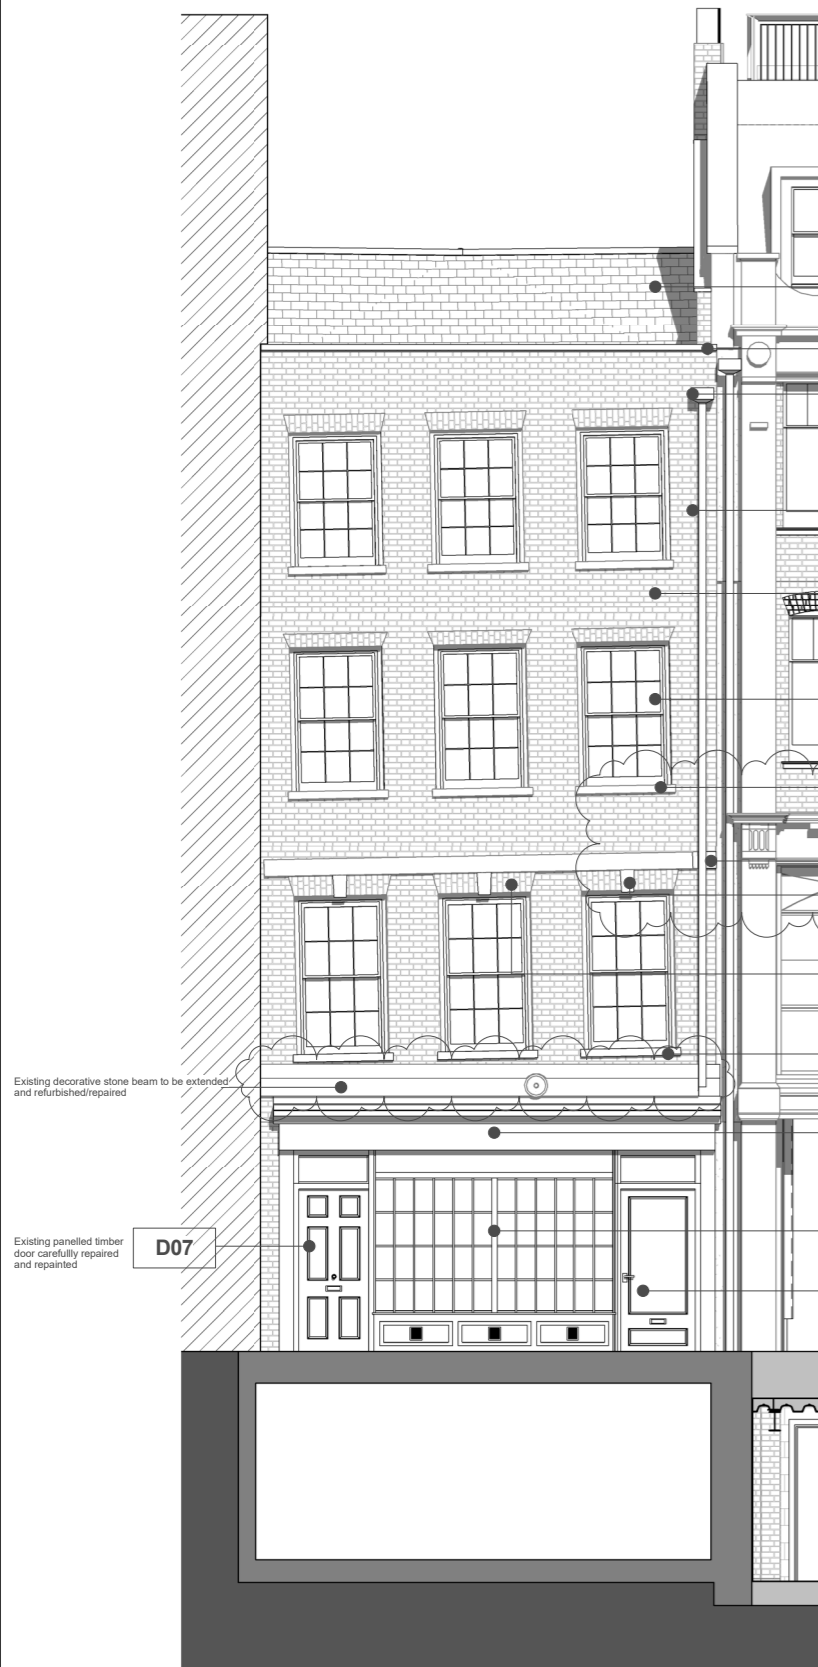 Existing decorative stone beam to be extended
and refurbished/repaired
Existing panelled timber
door carefullly repaired
and repainted
D07